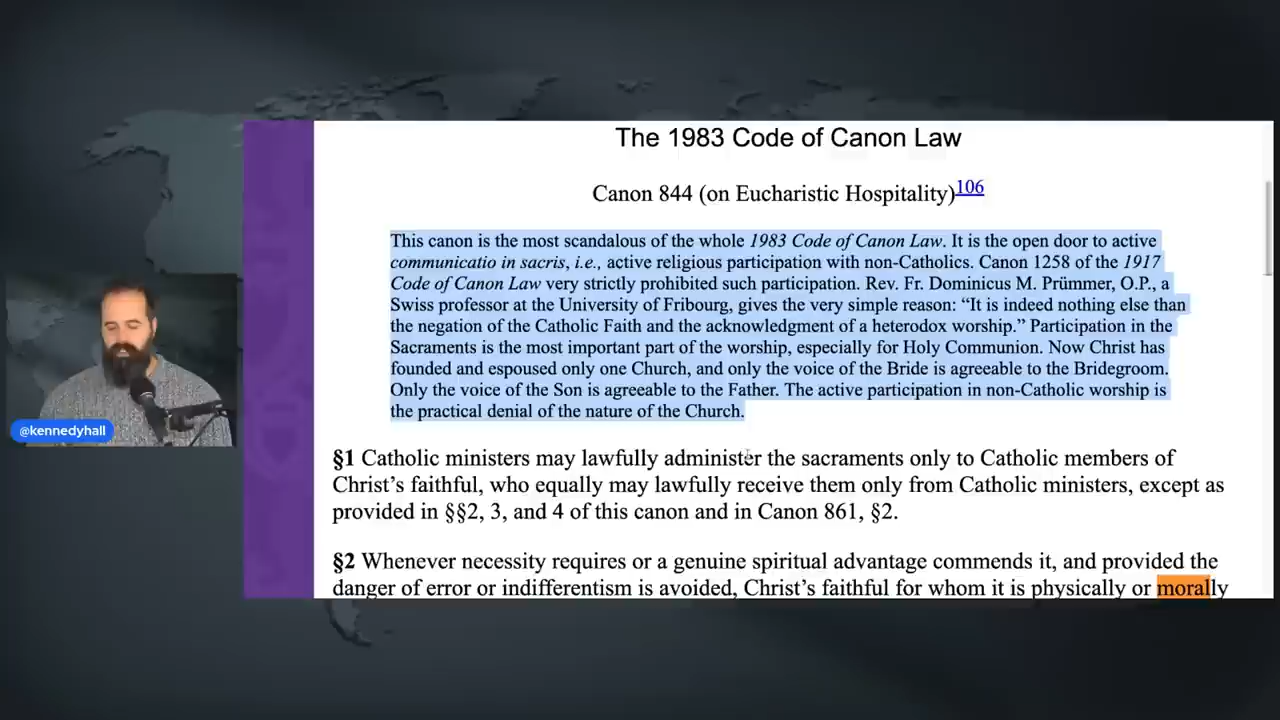 The 1983 Code of Canon Law
Canon 844 (on Eucharistic Hospitality)106
This canon is the most scandalous of the whole 1983 Code of Canon Law. It is the open door to active
communicatio in sacris, i.e., active religious participation with non-Catholics. Canon 1258 of the 1917
Code of Canon Law very strictly prohibited such participation. Rev. Fr. Dominicus M. Prümmer, O.P., a
Swiss professor at the University of Fribourg, gives the very simple reason: “It is indeed nothing else than
the negation of the Catholic Faith and the acknowledgment of a heterodox worship.” Participation in the
Sacraments is the most important part of the worship, especially for Holy Communion. Now Christ has
founded and espoused only one Church, and only the voice of the Bride is agreeable to the Bridegroom.
Only the voice of the Son is agreeable to the Father. The active participation in non-Catholic worship is
the practical denial of the nature of the Church.
@kennedyhall
§1 Catholic ministers may lawfully administer the sacraments only to Catholic members of
Christ’s faithful, who equally may lawfully receive them only from Catholic ministers, except as
provided in §§2, 3, and 4 of this canon and in Canon 861, §2.
§2 Whenever necessity requires or a genuine spiritual advantage commends it, and provided the
danger of error or indifferentism is avoided, Christ’s faithful for whom it is physically or morally